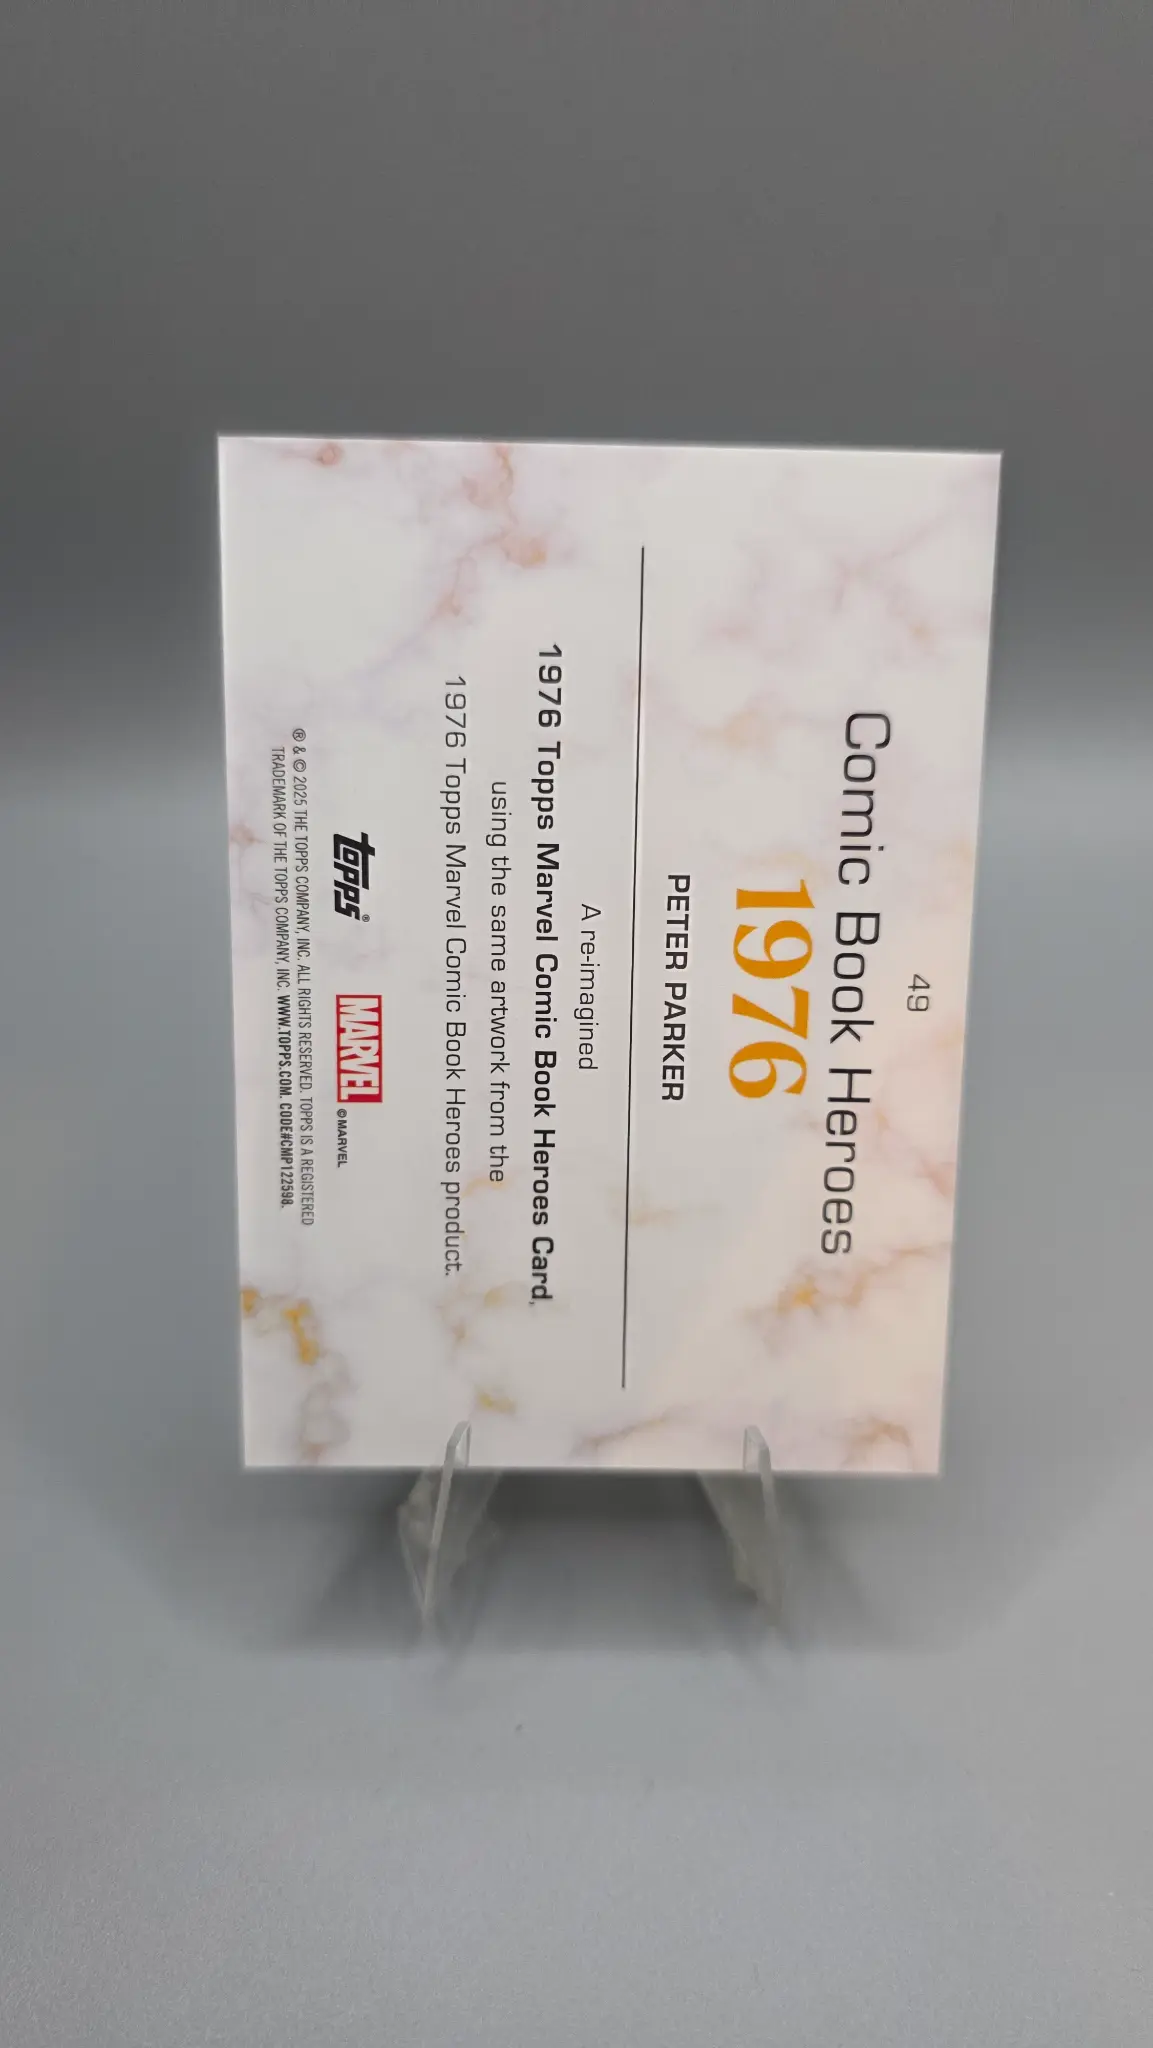 49
Comic Book Heroes
1976
PETER PARKER
A re-imagined
1976 Topps Marvel Comic Book Heroes Card,
using the same artwork from the
1976 Topps Marvel Comic Book Heroes product.
topps®
MARVEL ©MARVEL
® & © 2025 THE TOPPS COMPANY, INC. ALL RIGHTS RESERVED. TOPPS IS A REGISTERED
TRADEMARK OF THE TOPPS COMPANY, INC. WWW.TOPPS.COM. CODE#CMP122598.